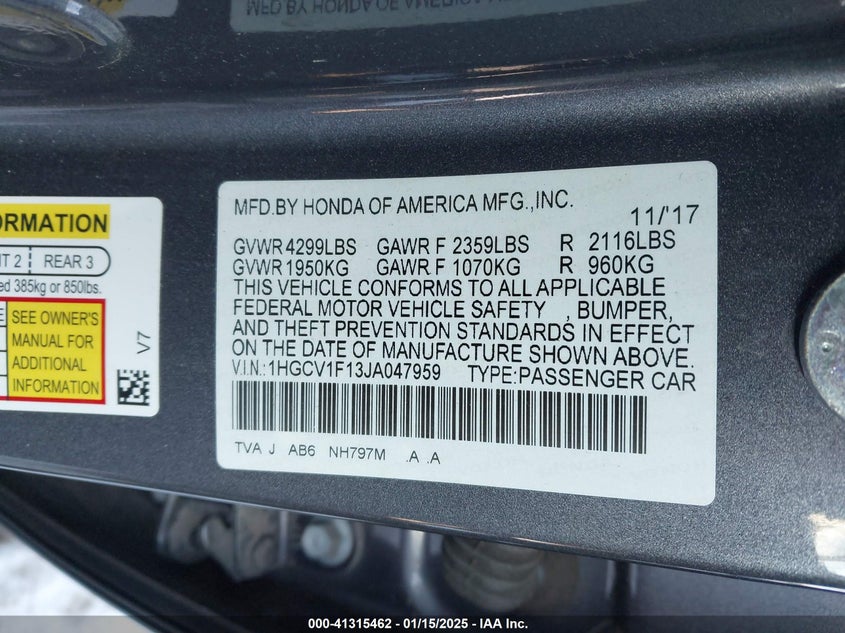 MFD.BY HONDA OF AMERICA MFG.,INC.
11/'17
GVWR 4299LBS GAWR F 2359LBS R 2116LBS
GVWR 1950KG GAWR F 1070KG R 960KG
THIS VEHICLE CONFORMS TO ALL APPLICABLE
FEDERAL MOTOR VEHICLE SAFETY , BUMPER,
AND THEFT PREVENTION STANDARDS IN EFFECT
ON THE DATE OF MANUFACTURE SHOWN ABOVE.
V.I.N.:1HGCV1F13JA047959 TYPE:PASSENGER CAR
TVA J AB6 NH797M .A .A
REAR 3
385kg or 850lbs.
SEE OWNER'S
MANUAL FOR
ADDITIONAL
INFORMATION
V7
000-41315462 - 01/15/2025 - IAA Inc.